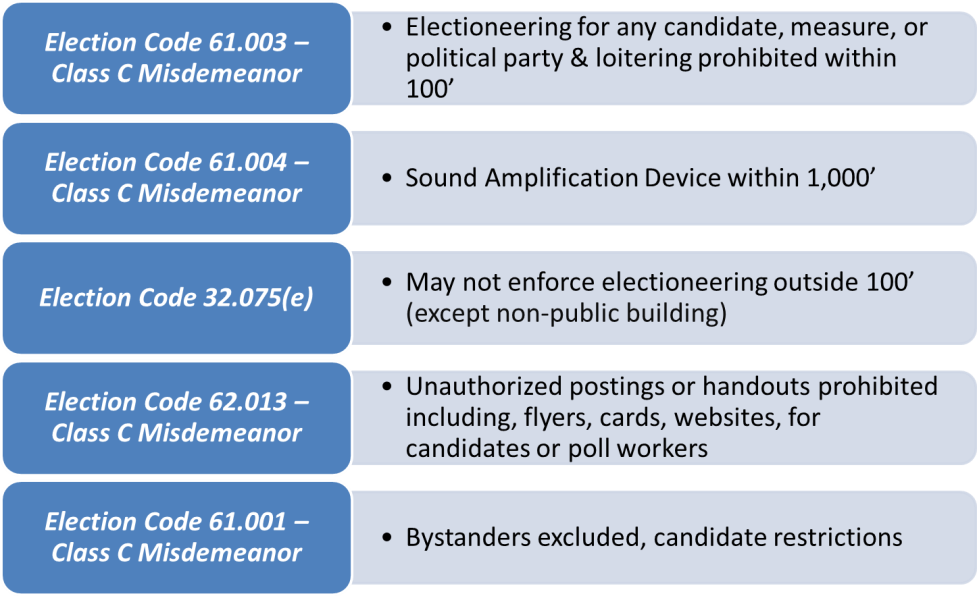 Election Code 61.003 –
Class C Misdemeanor
• Electioneering for any candidate, measure, or
political party & loitering prohibited within
100’
Election Code 61.004 –
Class C Misdemeanor
• Sound Amplification Device within 1,000’
Election Code 32.075(e)
• May not enforce electioneering outside 100’
(except non-public building)
Election Code 62.013 –
Class C Misdemeanor
• Unauthorized postings or handouts prohibited
including, flyers, cards, websites, for
candidates or poll workers
Election Code 61.001 –
Class C Misdemeanor
• Bystanders excluded, candidate restrictions